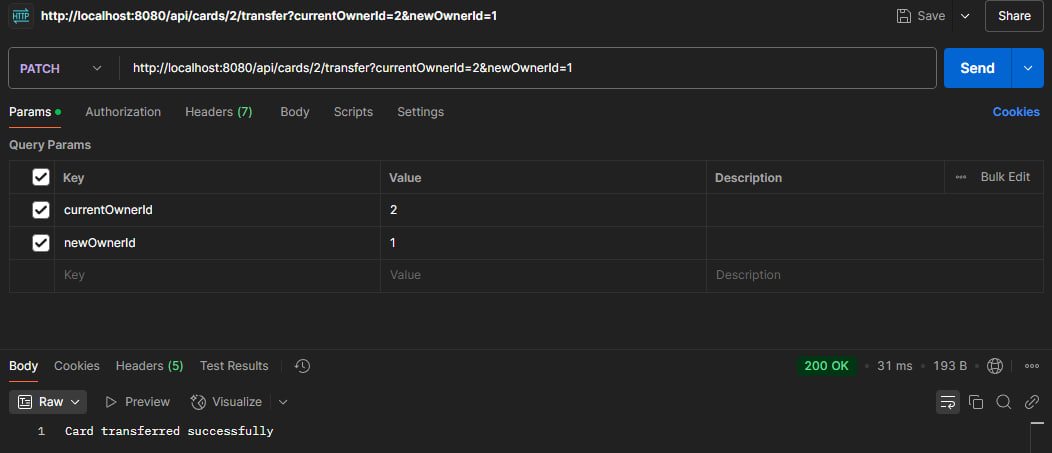 HTTP http://localhost:8080/api/cards/2/transfer?currentOwnerId=2&newOwnerId=1 Save Share
PATCH http://localhost:8080/api/cards/2/transfer?currentOwnerId=2&newOwnerId=1 Send
Params Authorization Headers (7) Body Scripts Settings Cookies
Query Params
Key Value Description Bulk Edit
currentOwnerId 2
newOwnerId 1
Key Value Description
Body Cookies Headers (5) Test Results 200 OK 31 ms 193 B
Raw Preview Visualize
1 Card transferred successfully